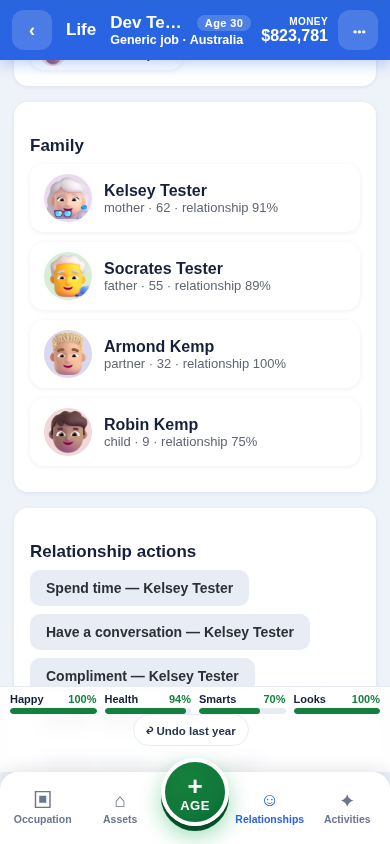 Life
Dev Te...
Age 30
Generic job · Australia
MONEY
$823,781
Family
Kelsey Tester
mother · 62 · relationship 91%
Socrates Tester
father · 55 · relationship 89%
Armond Kemp
partner · 32 · relationship 100%
Robin Kemp
child · 9 · relationship 75%
Relationship actions
Spend time — Kelsey Tester
Have a conversation — Kelsey Tester
Compliment — Kelsey Tester
Happy 100% Health 94% Smarts 70% Looks 100%
Undo last year
+
AGE
Occupation Assets Relationships Activities